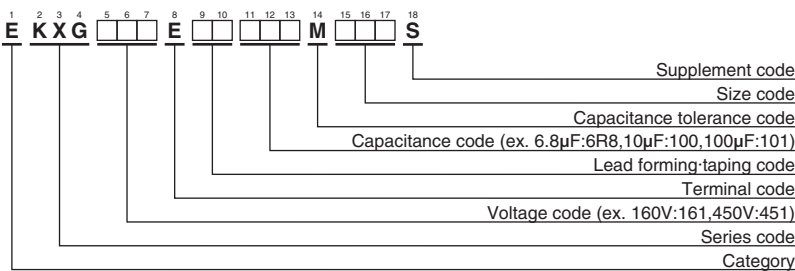 1 2 3 4 5 6 7 8 9 10 11 12 13 14 15 16 17 18
E KXG □□□ E □□ □□□ M □□□ S
Supplement code
Size code
Capacitance tolerance code
Capacitance code (ex. 6.8µF:6R8,10µF:100,100µF:101)
Lead forming·taping code
Terminal code
Voltage code (ex. 160V:161,450V:451)
Series code
Category